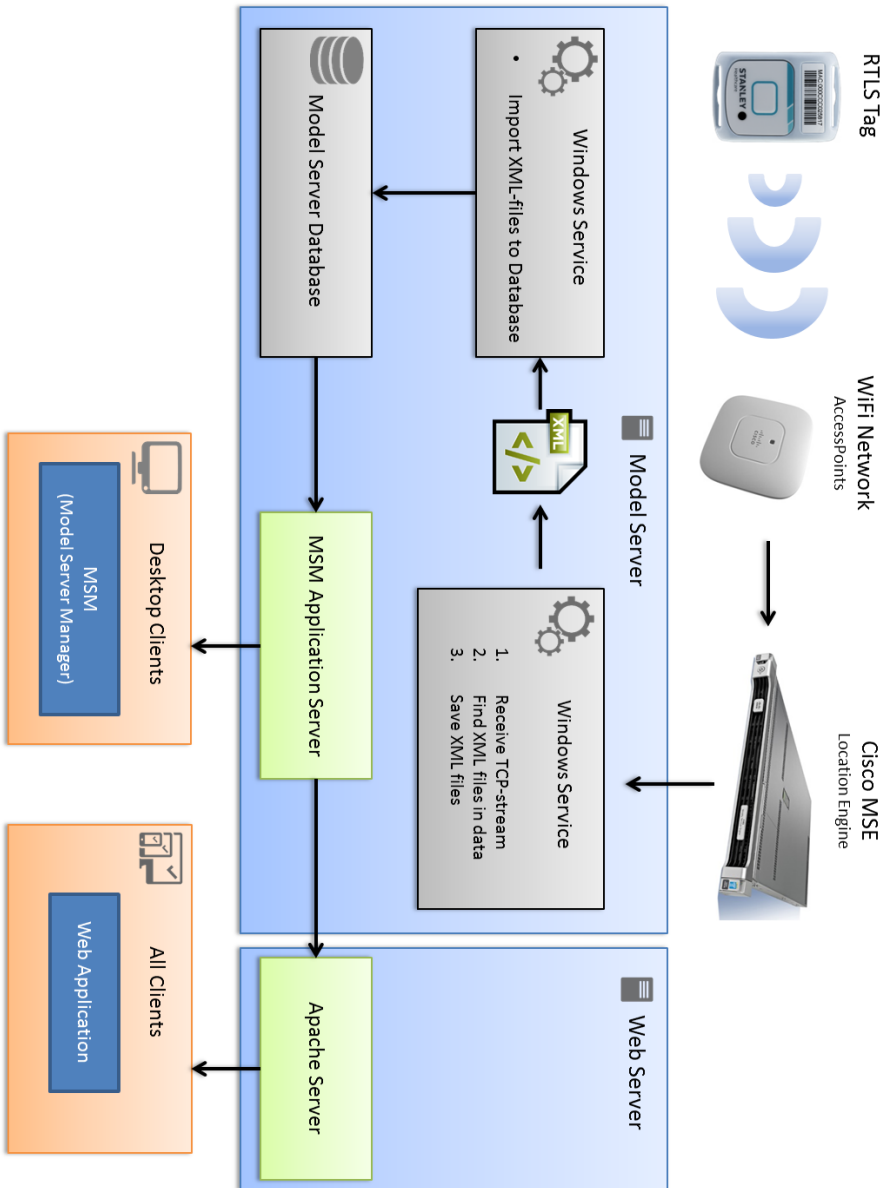 RTLS Tag
WiFi Network
AccessPoints
Cisco MSE
Location Engine
STANLEY
Model Server
Web Server
Windows Service
• Import XML-files to Database
XML
</>
Windows Service
1. Receive TCP-stream
2. Find XML files in data
3. Save XML files
Model Server Database
MSM Application Server
Apache Server
Desktop Clients
MSM
(Model Server Manager)
All Clients
Web Application